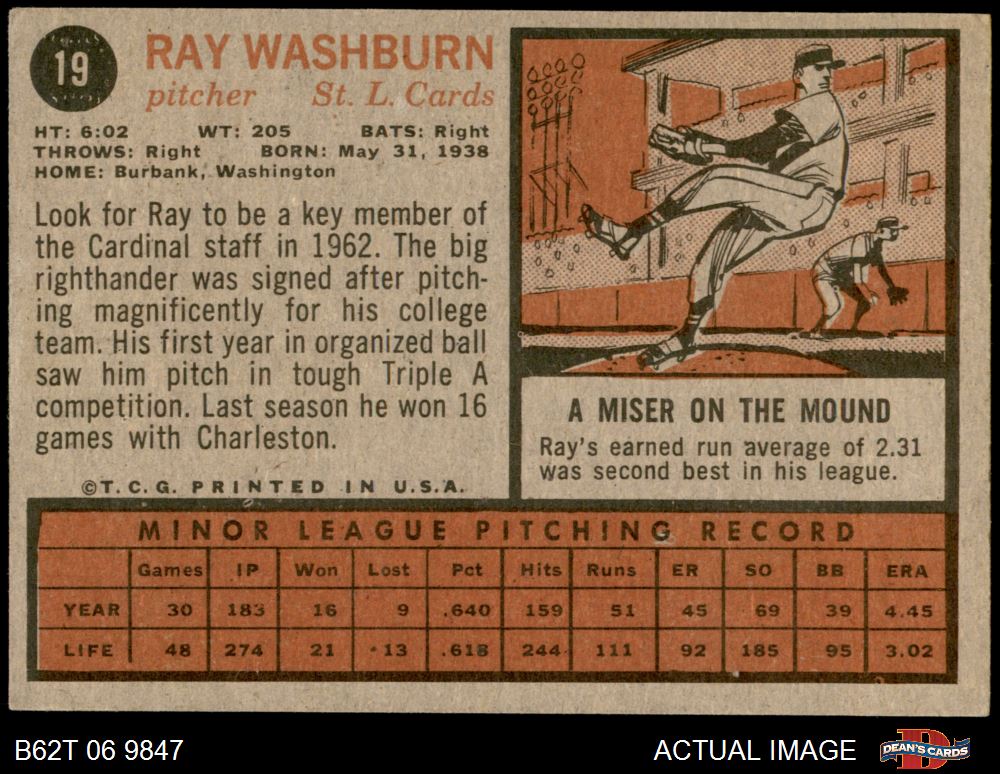 19
RAY WASHBURN
pitcher St. L. Cards
HT: 6:02 WT: 205 BATS: Right
THROWS: Right BORN: May 31, 1938
HOME: Burbank, Washington
Look for Ray to be a key member of
the Cardinal staff in 1962. The big
righthander was signed after pitch-
ing magnificently for his college
team. His first year in organized ball
saw him pitch in tough Triple A
competition. Last season he won 16
games with Charleston.
©T.C.G. PRINTED IN U.S.A.
A MISER ON THE MOUND
Ray's earned run average of 2.31
was second best in his league.
MINOR LEAGUE PITCHING RECORD
Games IP Won Lost Pct Hits Runs ER SO BB ERA
YEAR 30 183 16 9 .640 159 51 45 69 39 4.45
LIFE 48 274 21 13 .618 244 111 92 185 95 3.02
B62T 06 9847 ACTUAL IMAGE DEAN'S CARDS